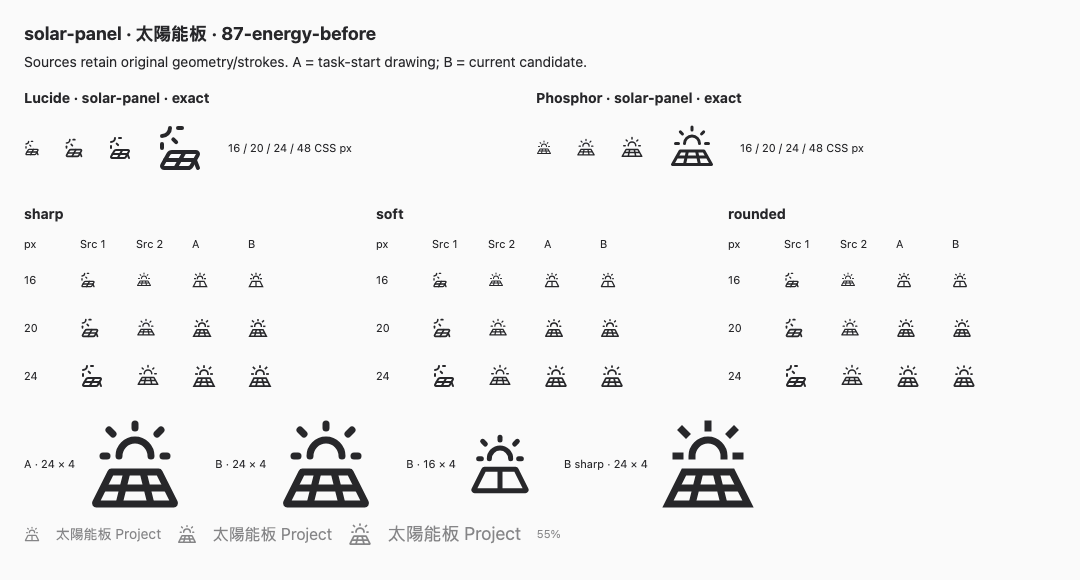 solar-panel · 太陽能板 · 87-energy-before
Sources retain original geometry/strokes. A = task-start drawing; B = current candidate.
Lucide · solar-panel · exact
Phosphor · solar-panel · exact
16 / 20 / 24 / 48 CSS px
16 / 20 / 24 / 48 CSS px
sharp
soft
rounded
px Src 1 Src 2 A B
px Src 1 Src 2 A B
px Src 1 Src 2 A B
16
16
16
20
20
20
24
24
24
A · 24 × 4
B · 24 × 4
B · 16 × 4
B sharp · 24 × 4
太陽能板 Project
太陽能板 Project
太陽能板 Project
55%